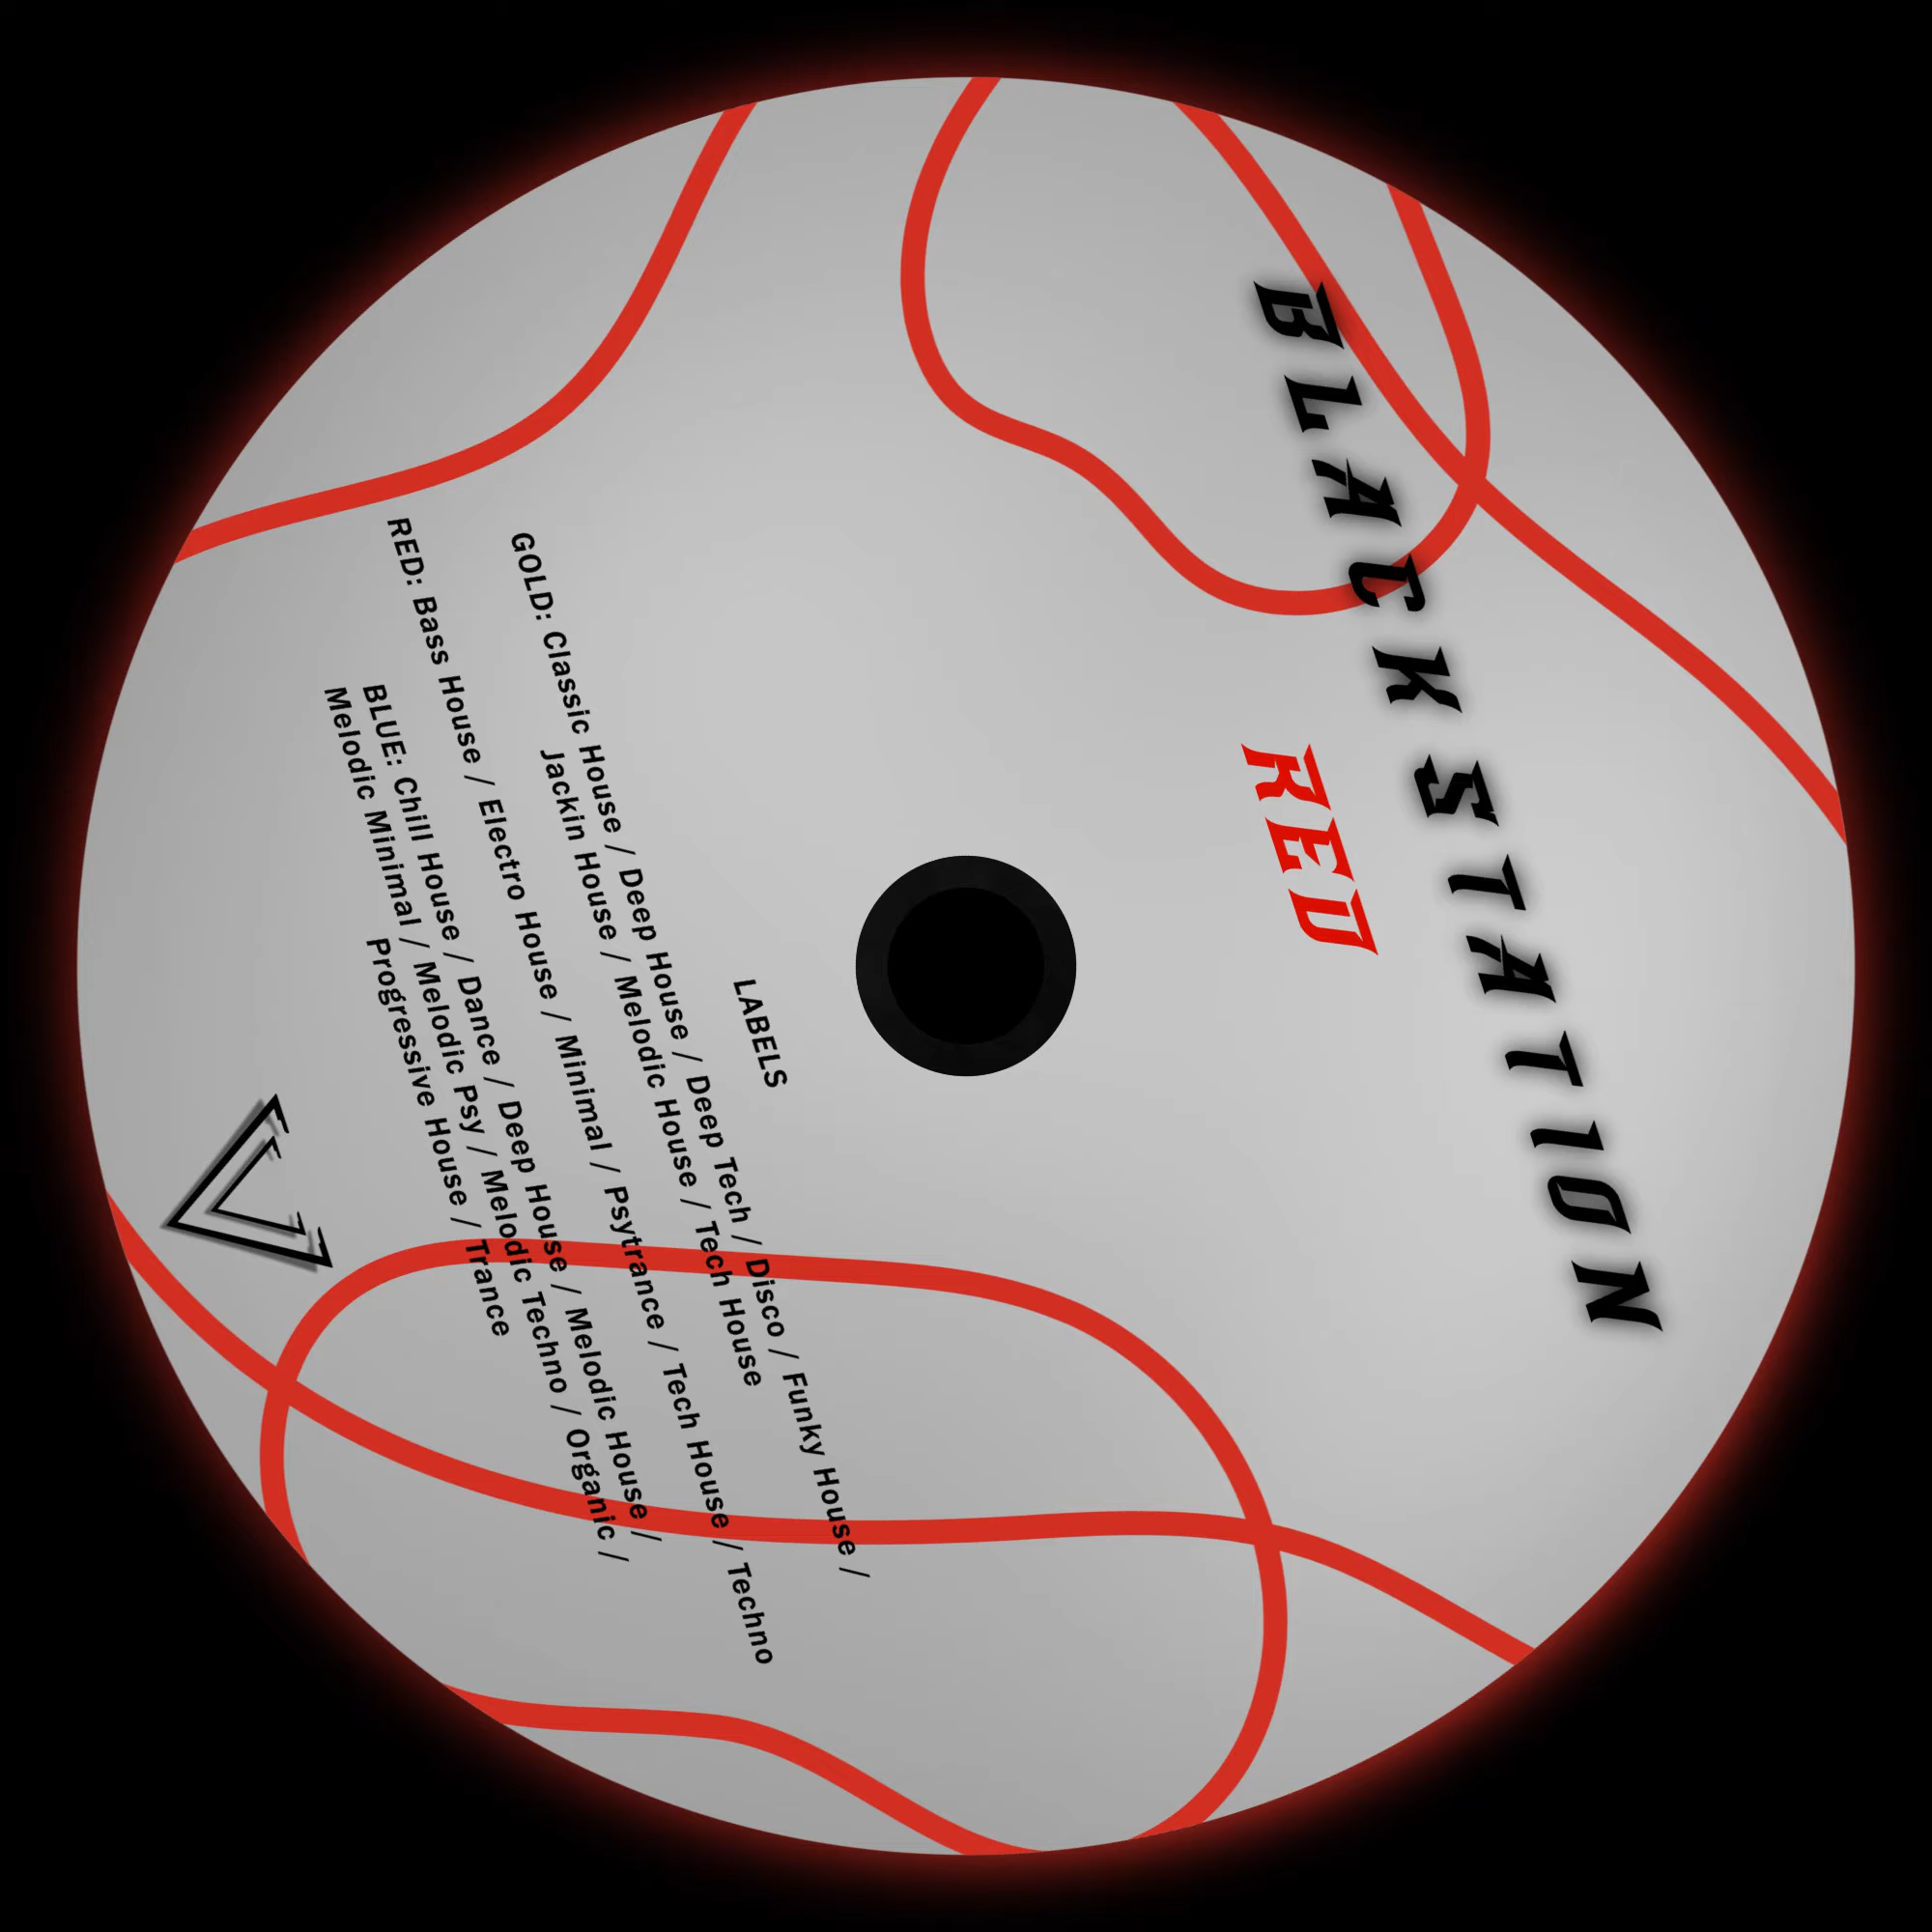 BLACKSTATION
RED
LABELS
GOLD: Classic House / Deep House / Deep Tech / Disco / Funky House /
Jackin House / Melodic House / Tech House
RED: Bass House / Electro House / Minimal / Psytrance / Tech House / Techno
BLUE: Chill House / Dance / Deep House / Melodic House /
Melodic Minimal / Melodic Psy / Melodic Techno / Organic /
Progressive House / Trance